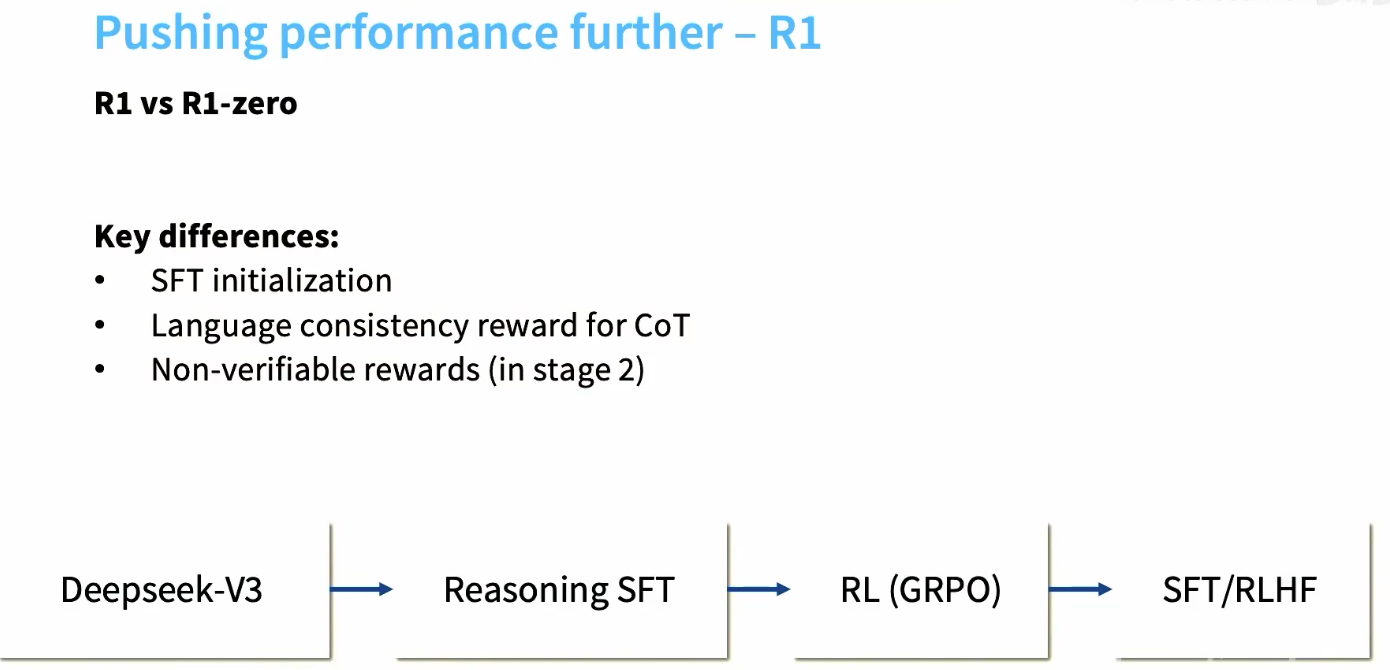 Pushing performance further – R1
R1 vs R1-zero
Key differences:
• SFT initialization
• Language consistency reward for CoT
• Non-verifiable rewards (in stage 2)
Deepseek-V3
Reasoning SFT
RL (GRPO)
SFT/RLHF